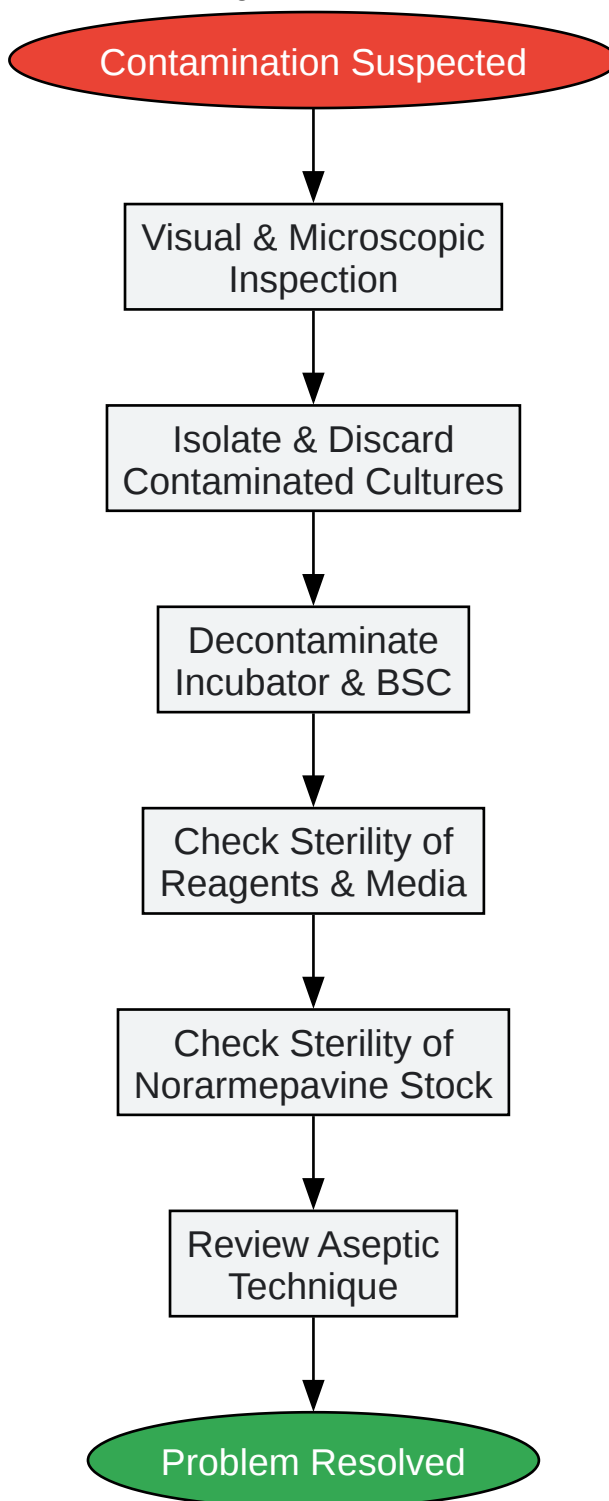 Contamination Suspected
Visual & Microscopic
Inspection
Isolate & Discard
Contaminated Cultures
Decontaminate
Incubator & BSC
Check Sterility of
Reagents & Media
Check Sterility of
Norarmepavine Stock
Review Aseptic
Technique
Problem Resolved